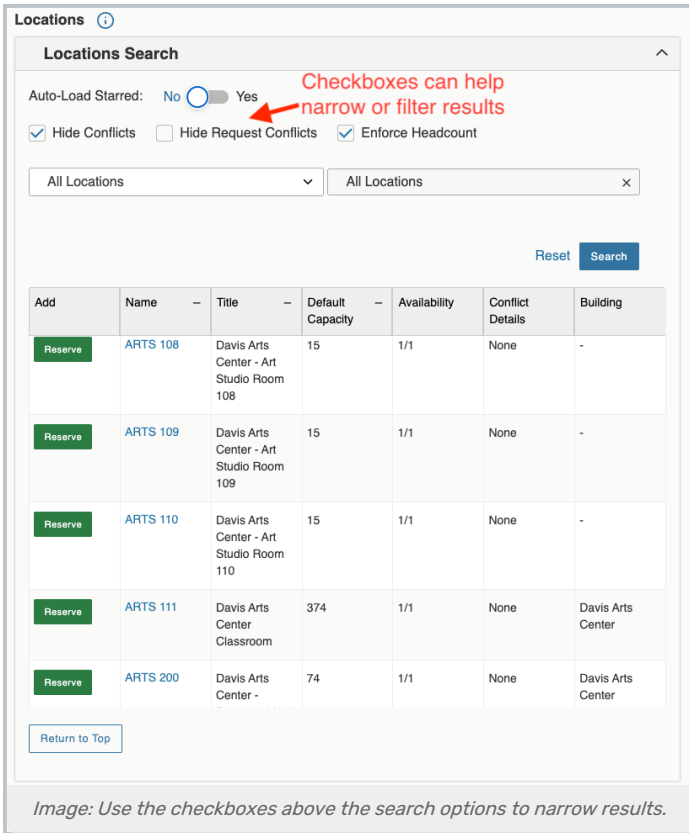 Locations
Locations Search
Auto-Load Starred: No Yes
Checkboxes can help
narrow or filter results
Hide Conflicts Hide Request Conflicts Enforce Headcount
All Locations All Locations
Reset Search
Add Name – Title – Default – Availability Conflict Building
Capacity Details
Reserve ARTS 108 Davis Arts 15 1/1 None -
Center - Art
Studio Room
108
Reserve ARTS 109 Davis Arts 15 1/1 None -
Center - Art
Studio Room
109
Reserve ARTS 110 Davis Arts 15 1/1 None -
Center - Art
Studio Room
110
Reserve ARTS 111 Davis Arts 374 1/1 None Davis Arts
Center Center
Classroom
Reserve ARTS 200 Davis Arts 74 1/1 None Davis Arts
Center - Center
Return to Top
Image: Use the checkboxes above the search options to narrow results.